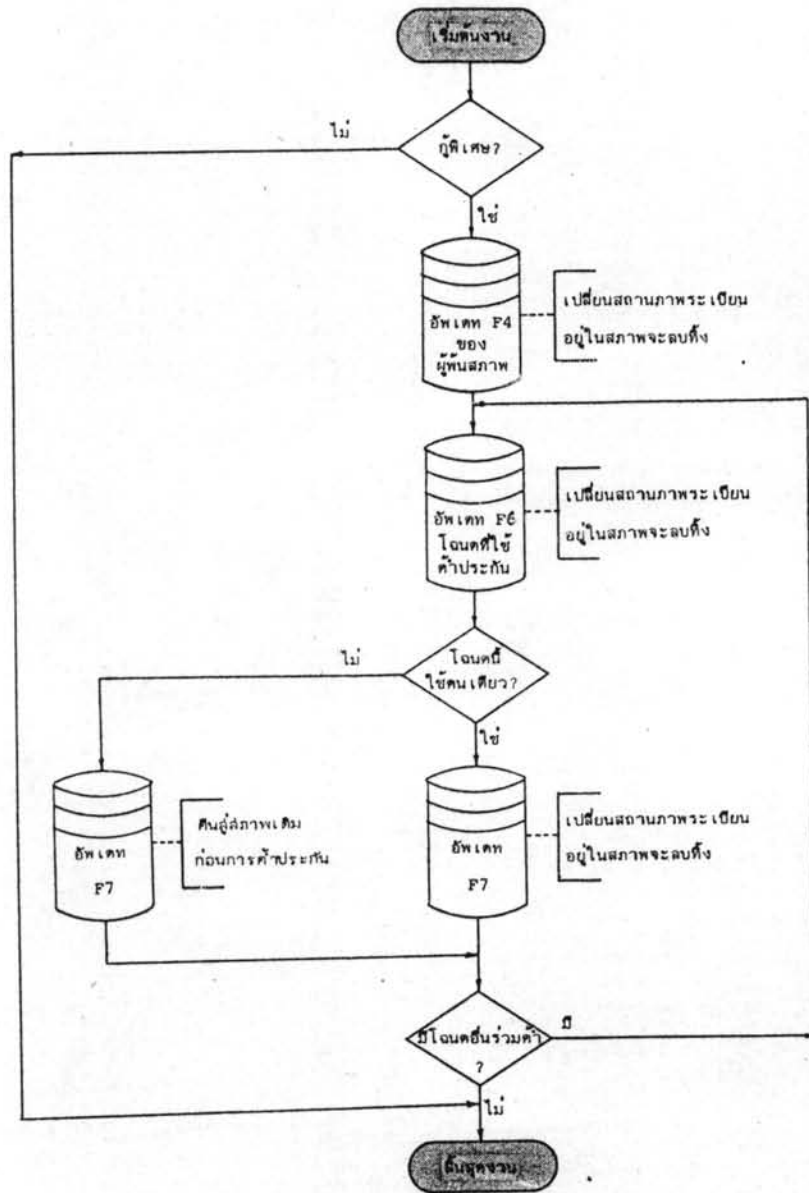 เริ่มต้นงาน
ไม่
กู้พิเศษ?
ใช่
อัพเดท F4
ของ
ผู้พ้นสภาพ
เปลี่ยนสถานภาพระเบียน
อยู่ในสภาพจะลบทิ้ง
อัพเดท F6
โฉนดที่ใช้
ค้ำประกัน
เปลี่ยนสถานภาพระเบียน
อยู่ในสภาพจะลบทิ้ง
ไม่
โฉนดนี้
ใช้คนเดียว?
ใช่
อัพเดท
F7
คืนสู่สภาพเดิม
ก่อนการค้ำประกัน
อัพเดท
F7
เปลี่ยนสถานภาพระเบียน
อยู่ในสภาพจะลบทิ้ง
มีโฉนดอื่นร่วมค้ำ
?
มี
ไม่
สิ้นสุดงาน